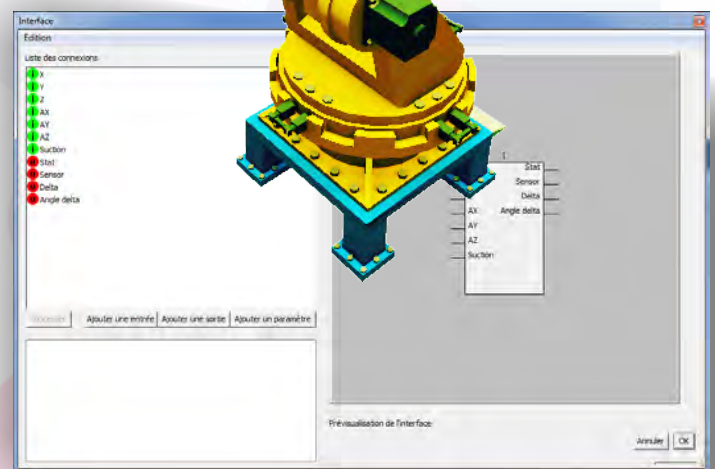 Interface
Edition
Liste des connexions
X
Y
Z
AX
AY
AZ
Suction
Stat
Sensor
Delta
Angle delta
Ajouter une entrée Ajouter une sortie Ajouter un paramètre
Stat
Sensor
Delta
AX Angle delta
AY
AZ
Suction
Prévisualisation de l'interface
Annuler OK